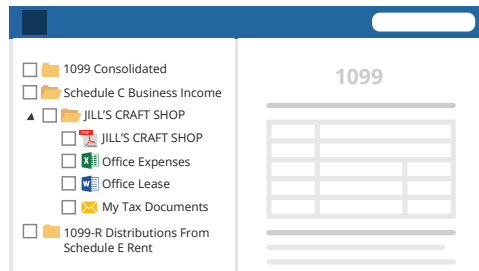 1099 Consolidated
Schedule C Business Income
JILL'S CRAFT SHOP
JILL'S CRAFT SHOP
Office Expenses
Office Lease
My Tax Documents
1099-R Distributions From
Schedule E Rent
1099